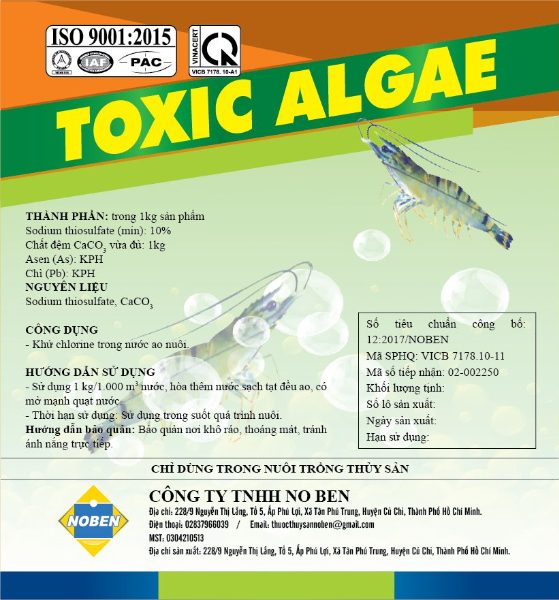 ISO 9001:2015
IAF
PAC
VINACERT
VICB 7178. 10-A1
TOXIC ALGAE
THÀNH PHẦN: trong 1kg sản phẩm
Sodium thiosulfate (min): 10%
Chất đệm CaCO3 vừa đủ: 1kg
Asen (As): KPH
Chì (Pb): KPH
NGUYÊN LIỆU
Sodium thiosulfate, CaCO3
CÔNG DỤNG
- Khử chlorine trong nước ao nuôi.
HƯỚNG DẪN SỬ DỤNG
- Sử dụng 1 kg/1.000 m3 nước, hòa thêm nước sạch tạt đều ao, có
mở mạnh quạt nước.
- Thời hạn sử dụng: Sử dụng trong suốt quá trình nuôi.
Hướng dẫn bảo quản: Bảo quản nơi khô ráo, thoáng mát, tránh
ánh nắng trực tiếp.
Số tiêu chuẩn công bố:
12:2017/NOBEN
Mã SPHQ: VICB 7178.10-11
Mã số tiếp nhận: 02-002250
Khối lượng tịnh:
Số lô sản xuất:
Ngày sản xuất:
Hạn sử dụng:
CHỈ DÙNG TRONG NUÔI TRỒNG THỦY SẢN
NOBEN
CÔNG TY TNHH NO BEN
Địa chỉ: 228/9 Nguyễn Thị Lắng, Tổ 5, Ấp Phú Lợi, Xã Tân Phú Trung, Huyện Củ Chi, Thành Phố Hồ Chí Minh.
Điện thoại: 02837966039 / Email: thuocthuysannoben@gmail.com
MST: 0304210513
Địa chỉ sản xuất: 228/9 Nguyễn Thị Lắng, Tổ 5, Ấp Phú Lợi, Xã Tân Phú Trung, Huyện Củ Chi, Thành Phố Hồ Chí Minh.